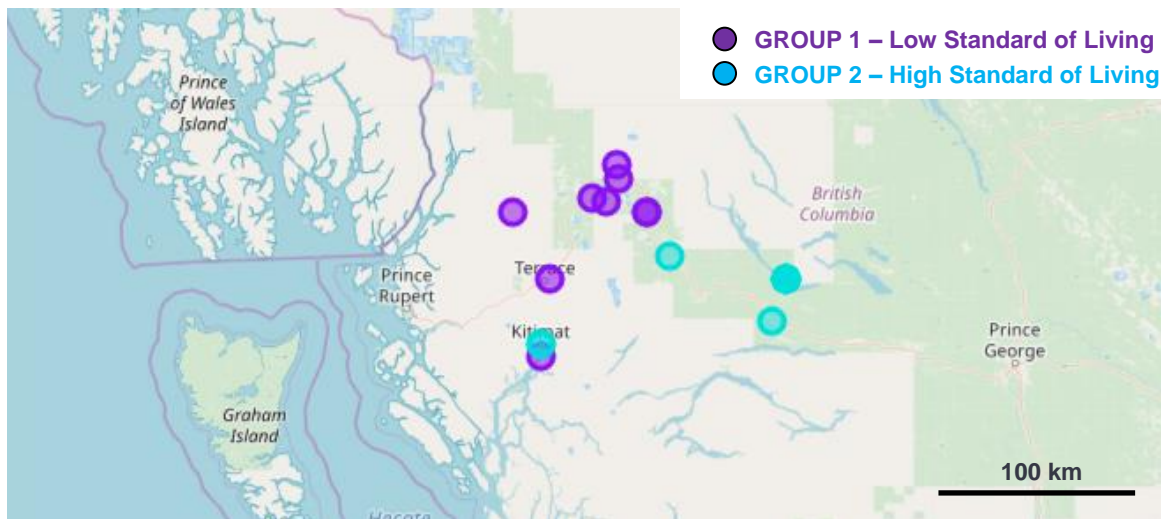 GROUP 1 – Low Standard of Living
GROUP 2 – High Standard of Living
Prince
of Wales
Island
British
Columbia
Terrace
Prince
Rupert
Kitimat
Prince
George
Graham
Island
100 km
Hecate